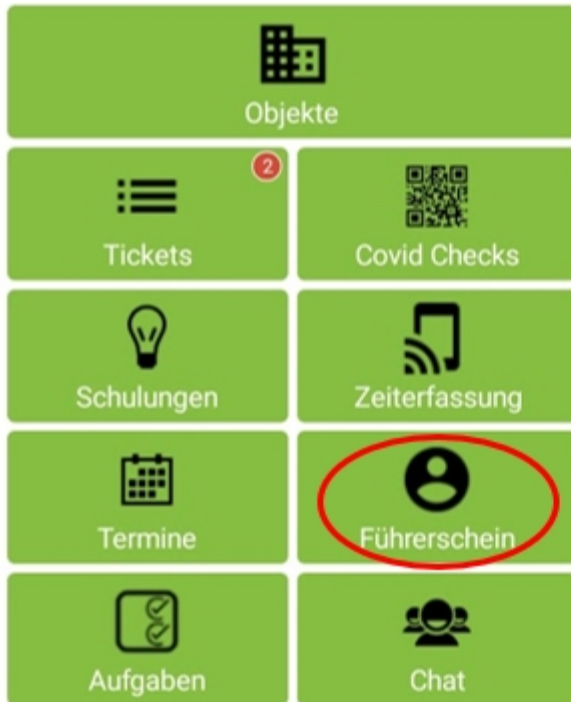 Objekte
2
Tickets
Covid Checks
Schulungen
Zeiterfassung
Termine
Führerschein
Aufgaben
Chat